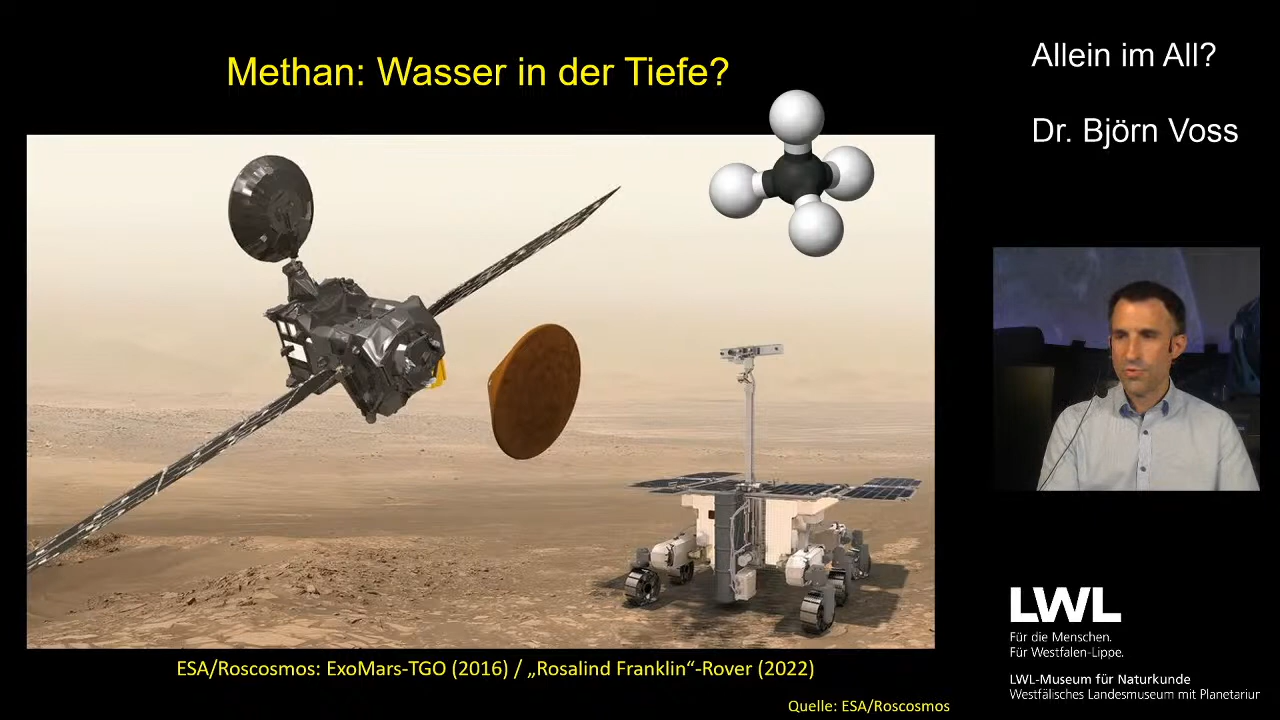 Methan: Wasser in der Tiefe?
Allein im All?
Dr. Björn Voss
ESA/Roscosmos: ExoMars-TGO (2016) / „Rosalind Franklin“-Rover (2022)
Quelle: ESA/Roscosmos
LWL
Für die Menschen.
Für Westfalen-Lippe.
LWL-Museum für Naturkunde
Westfälisches Landesmuseum mit Planetarium